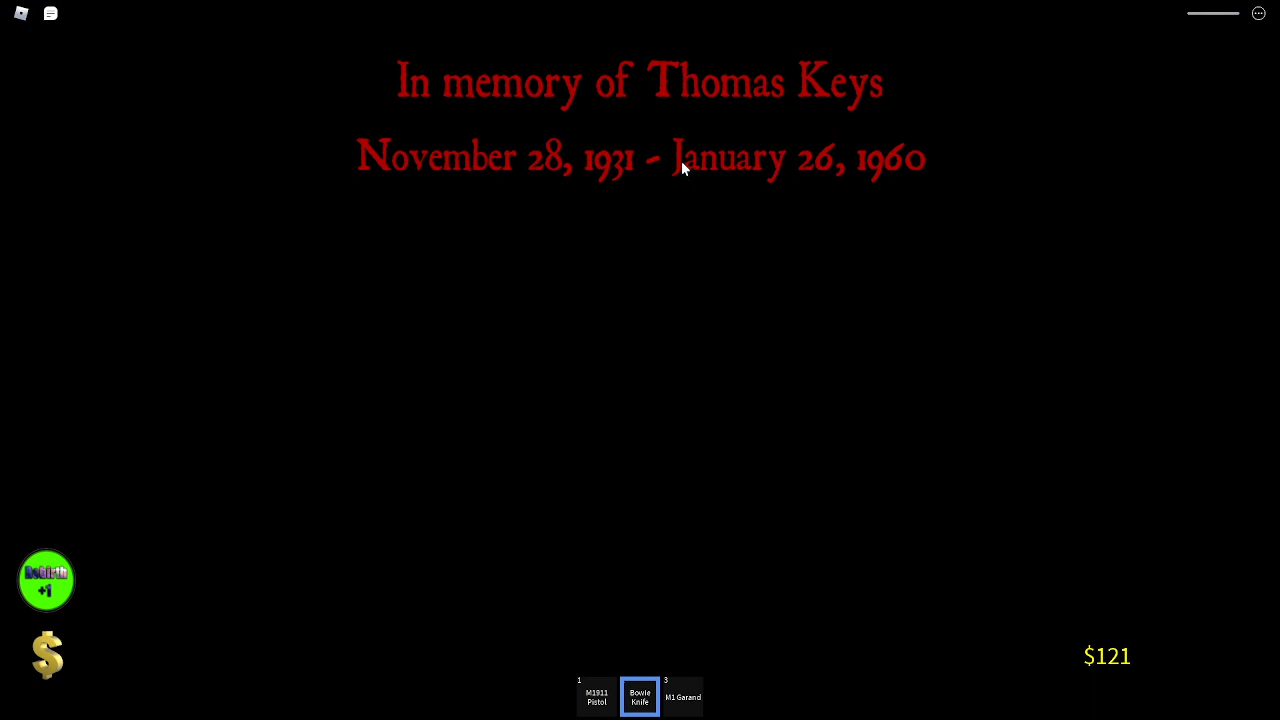 In memory of Thomas Keys
November 28, 1931 - January 26, 1960
Rebirth
+1
$121
1
M1911
Pistol
Bowie
Knife
3
M1 Garand